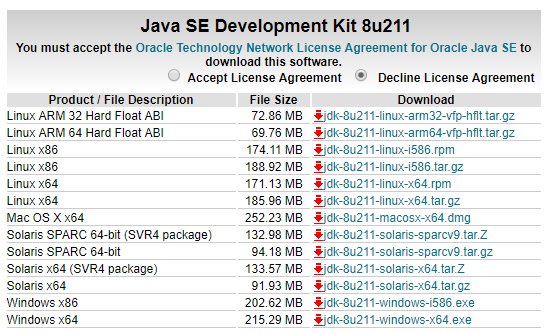 Java SE Development Kit 8u211
You must accept the Oracle Technology Network License Agreement for Oracle Java SE to
download this software.
Accept License Agreement Decline License Agreement
Product / File Description File Size Download
Linux ARM 32 Hard Float ABI 72.86 MB jdk-8u211-linux-arm32-vfp-hflt.tar.gz
Linux ARM 64 Hard Float ABI 69.76 MB jdk-8u211-linux-arm64-vfp-hflt.tar.gz
Linux x86 174.11 MB jdk-8u211-linux-i586.rpm
Linux x86 188.92 MB jdk-8u211-linux-i586.tar.gz
Linux x64 171.13 MB jdk-8u211-linux-x64.rpm
Linux x64 185.96 MB jdk-8u211-linux-x64.tar.gz
Mac OS X x64 252.23 MB jdk-8u211-macosx-x64.dmg
Solaris SPARC 64-bit (SVR4 package) 132.98 MB jdk-8u211-solaris-sparcv9.tar.Z
Solaris SPARC 64-bit 94.18 MB jdk-8u211-solaris-sparcv9.tar.gz
Solaris x64 (SVR4 package) 133.57 MB jdk-8u211-solaris-x64.tar.Z
Solaris x64 91.93 MB jdk-8u211-solaris-x64.tar.gz
Windows x86 202.62 MB jdk-8u211-windows-i586.exe
Windows x64 215.29 MB jdk-8u211-windows-x64.exe